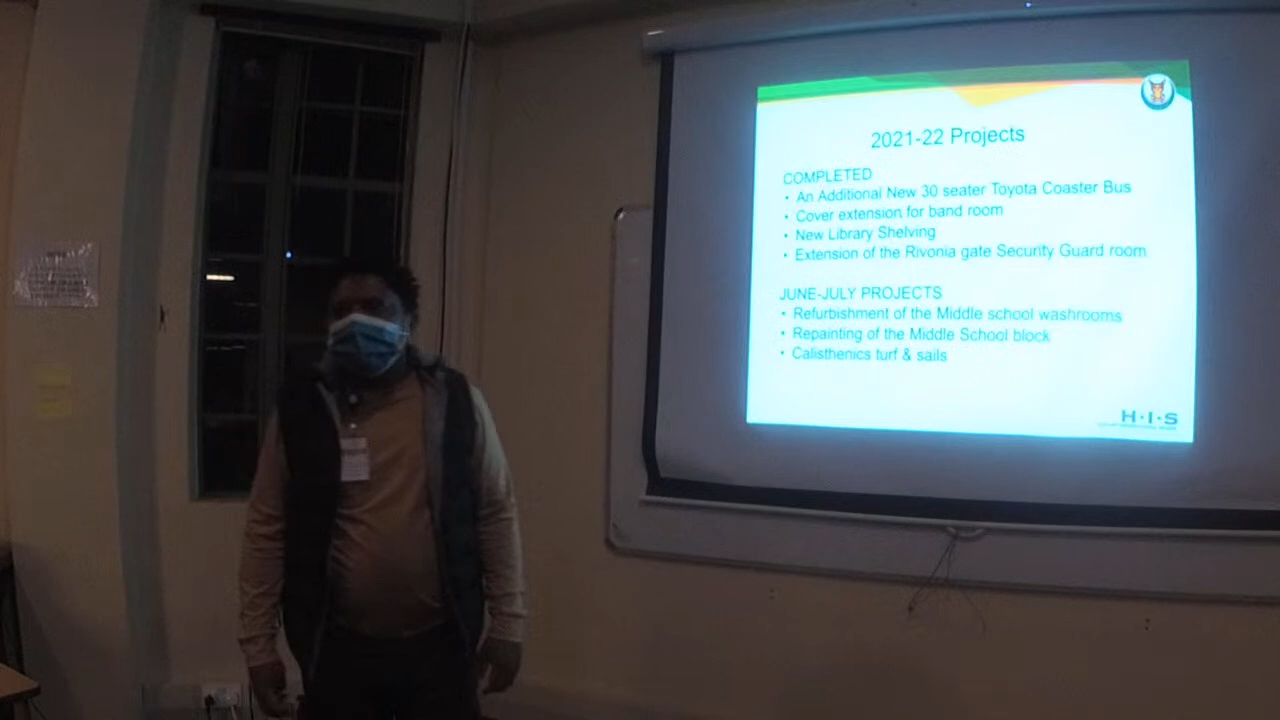 2021-22 Projects
COMPLETED
• An Additional New 30 seater Toyota Coaster Bus
• Cover extension for band room
• New Library Shelving
• Extension of the Rivonia gate Security Guard room
JUNE-JULY PROJECTS
• Refurbishment of the Middle school washrooms
• Repainting of the Middle School block
• Calisthenics turf & sails
H·I·S